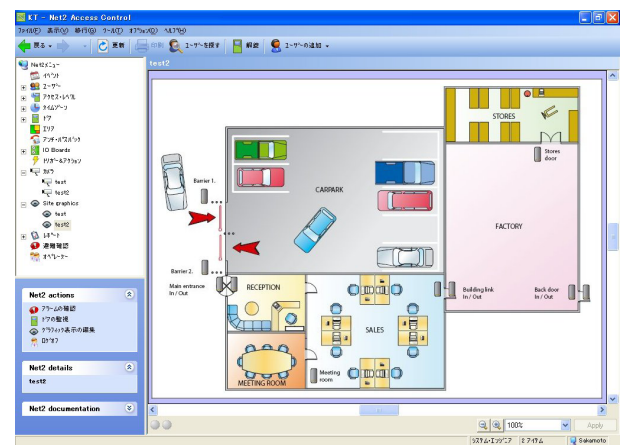 KT - Net2 Access Control
ﾌｧｲﾙ(F) 表示(V) 移行(G) ﾂｰﾙ(T) ｵﾌﾟｼｮﾝ(O) ﾍﾙﾌﾟ(H)
戻る 更新 印刷 ﾕｰｻﾞｰを探す 解錠 ﾕｰｻﾞｰの追加
Net2ﾒﾆｭｰ
ｲﾍﾞﾝﾄ
ﾕｰｻﾞｰ
ｱｸｾｽ・ﾚﾍﾞﾙ
ﾀｲﾑｿﾞｰﾝ
ﾄﾞｱ
ｴﾘｱ
ｱﾝﾁ・ﾊﾟｽﾊﾞｯｸ
IO Boards
ﾄﾘｶﾞｰ&ｱｸｼｮﾝ
ｶﾒﾗ
test
test2
Site graphics
test
test2
ﾚﾎﾟｰﾄ
避難確認
ｵﾍﾟﾚｰﾀｰ
Net2 actions
ｱﾗｰﾑの確認
ﾄﾞｱの監視
ｸﾞﾗﾌｨｯｸ表示の編集
ﾛｸﾞｵﾌ
Net2 details
test2
Net2 documentation
test2
STORES
Stores
door
Barrier 1.
CARPARK
FACTORY
Barrier 2.
Main entrance
In / Out
RECEPTION
Building link
In / Out
Back door
In / Out
SALES
Meeting
room
MEETING ROOM
100%
Apply
ｼｽﾃﾑ・ｴﾝｼﾞﾆｱ
2 ｱｲﾃﾑ
Sakamoto